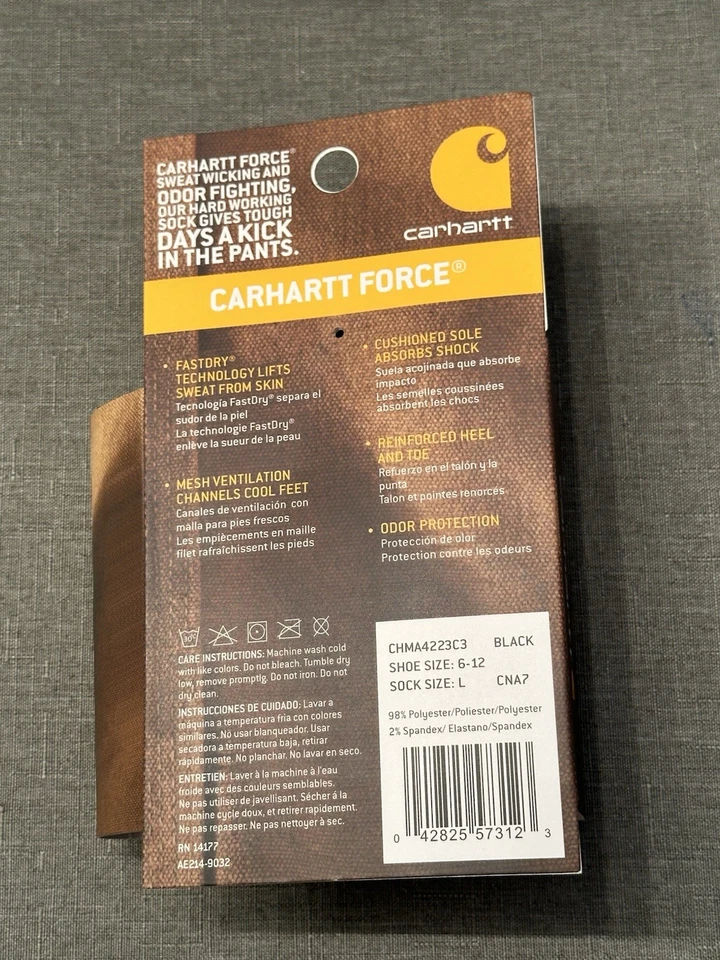 CARHARTT FORCE®
SWEAT WICKING AND
ODOR FIGHTING,
OUR HARD WORKING
SOCK GIVES TOUGH
DAYS A KICK
IN THE PANTS.
carhartt
CARHARTT FORCE®
• FASTDRY®
TECHNOLOGY LIFTS
SWEAT FROM SKIN
Tecnología FastDry® separa el
sudor de la piel
La technologie FastDry®
enlève la sueur de la peau
• MESH VENTILATION
CHANNELS COOL FEET
Canales de ventilación con
malla para pies frescos
Les empiècements en maille
filet rafraîchissent les pieds
• CUSHIONED SOLE
ABSORBS SHOCK
Suela acojinada que absorbe
impacto
Les semelles coussinées
absorbent les chocs
• REINFORCED HEEL
AND TOE
Refuerzo en el talón y la
punta
Talon et pointes renorcés
• ODOR PROTECTION
Protección de olor
Protection contre les odeurs
30°C
CARE INSTRUCTIONS: Machine wash cold
with like colors. Do not bleach. Tumble dry
low, remove promptlg. Do not iron. Do not
dry clean.
INSTRUCCIONES DE CUIDADO: Lavar a
máquina a temperatura fria con colores
similares. No usar blanqueador. Usar
secadora a temperatura baja, retirar
rápidamente. No planchar. No lavar en seco.
ENTRETIEN: Laver à la machine à l'eau
froide avec des couleurs semblables.
Ne pas utiliser de javellisant. Sécher á la
machine cycle doux, et retirer rapidement.
Ne pas repasser. Ne pas nettoyer à sec.
RN 14177
AE214-9032
CHMA4223C3 BLACK
SHOE SIZE: 6-12
SOCK SIZE: L CNA7
98% Polyester/Poliester/Polyester
2% Spandex/ Elastano/Spandex
0 42825 57312 3